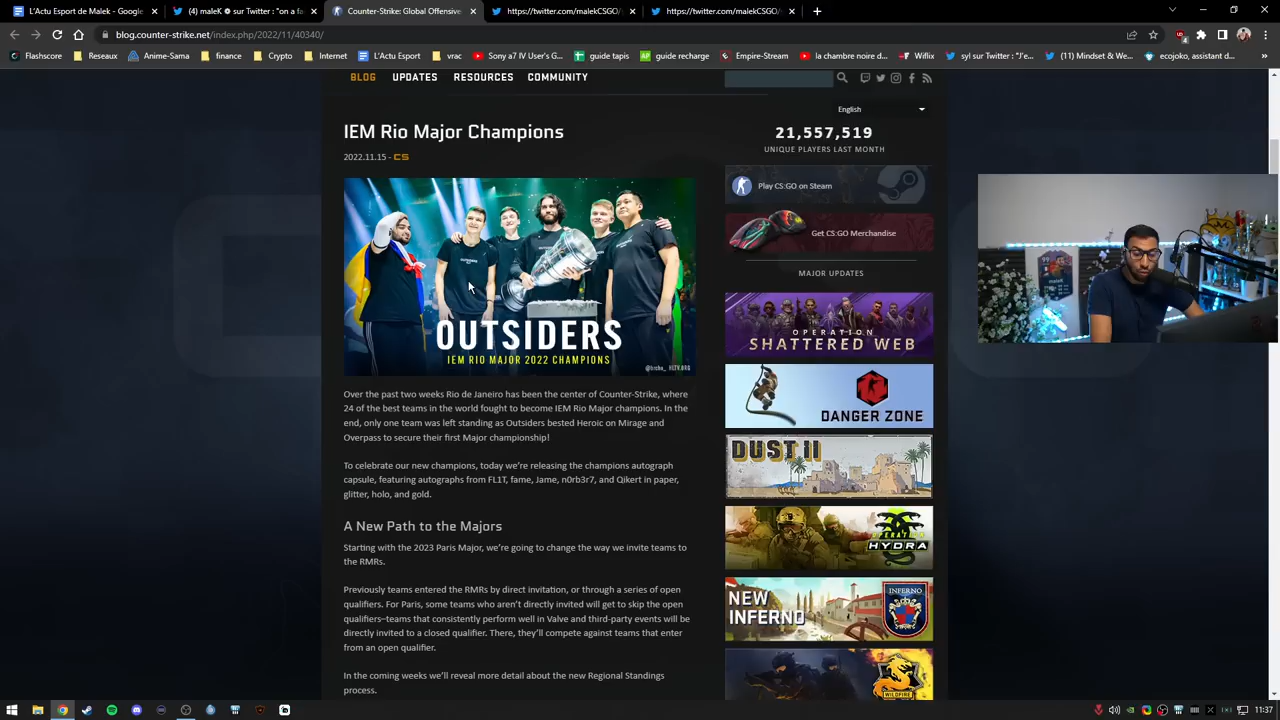 L'Actu Esport de Malek - Google
(7) (maleK sur Twitter : "on a fa
Counter-Strike: Global Offensive
https://twitter.com/malekCSGO/
https://twitter.com/malekCSGO/
blog.counter-strike.net/index.php/2022/11/40340/
Flashscore
Reseaux
Anime-Sama
finance
Crypto
Internet
L'Actu Esport
vrac
Sony a7 IV User's G...
guide tapis
guide recharge
Empire-Stream
la chambre noire d...
Wiflix
syl sur Twitter : "J'e...
(11) Mindset & We...
ecojoko, assistant d...
BLOG UPDATES RESOURCES COMMUNITY
English
IEM Rio Major Champions
2022.11.15 - CS
OUTSIDERS
IEM RIO MAJOR 2022 CHAMPIONS
HLTV.ORG
Over the past two weeks Rio de Janeiro has been the center of Counter-Strike, where
24 of the best teams in the world fought to become IEM Rio Major champions. In the
end, only one team was left standing as Outsiders bested Heroic on Mirage and
Overpass to secure their first Major championship!
To celebrate our new champions, today we're releasing the champions autograph
capsule, featuring autographs from FL1T, fame, Jame, n0rb3r7, and Qikert in paper,
glitter, holo, and gold.
A New Path to the Majors
Starting with the 2023 Paris Major, we're going to change the way we invite teams to
the RMRs.
Previously teams entered the RMRs by direct invitation, or through a series of open
qualifiers. For Paris, some teams who aren't directly invited will get to skip the open
qualifiers–teams that consistently perform well in Valve and third-party events will be
directly invited to a closed qualifier. There, they'll compete against teams that enter
from an open qualifier.
In the coming weeks we'll reveal more detail about the new Regional Standings
process.
21,557,519
UNIQUE PLAYERS LAST MONTH
Play CS:GO on Steam
Get CS:GO Merchandise
MAJOR UPDATES
OPERATION
SHATTERED WEB
DANGER ZONE
DUST II
OPERATION
HYDRA
NEW
INFERNO
INFERNO
WILDFIRE
11:37